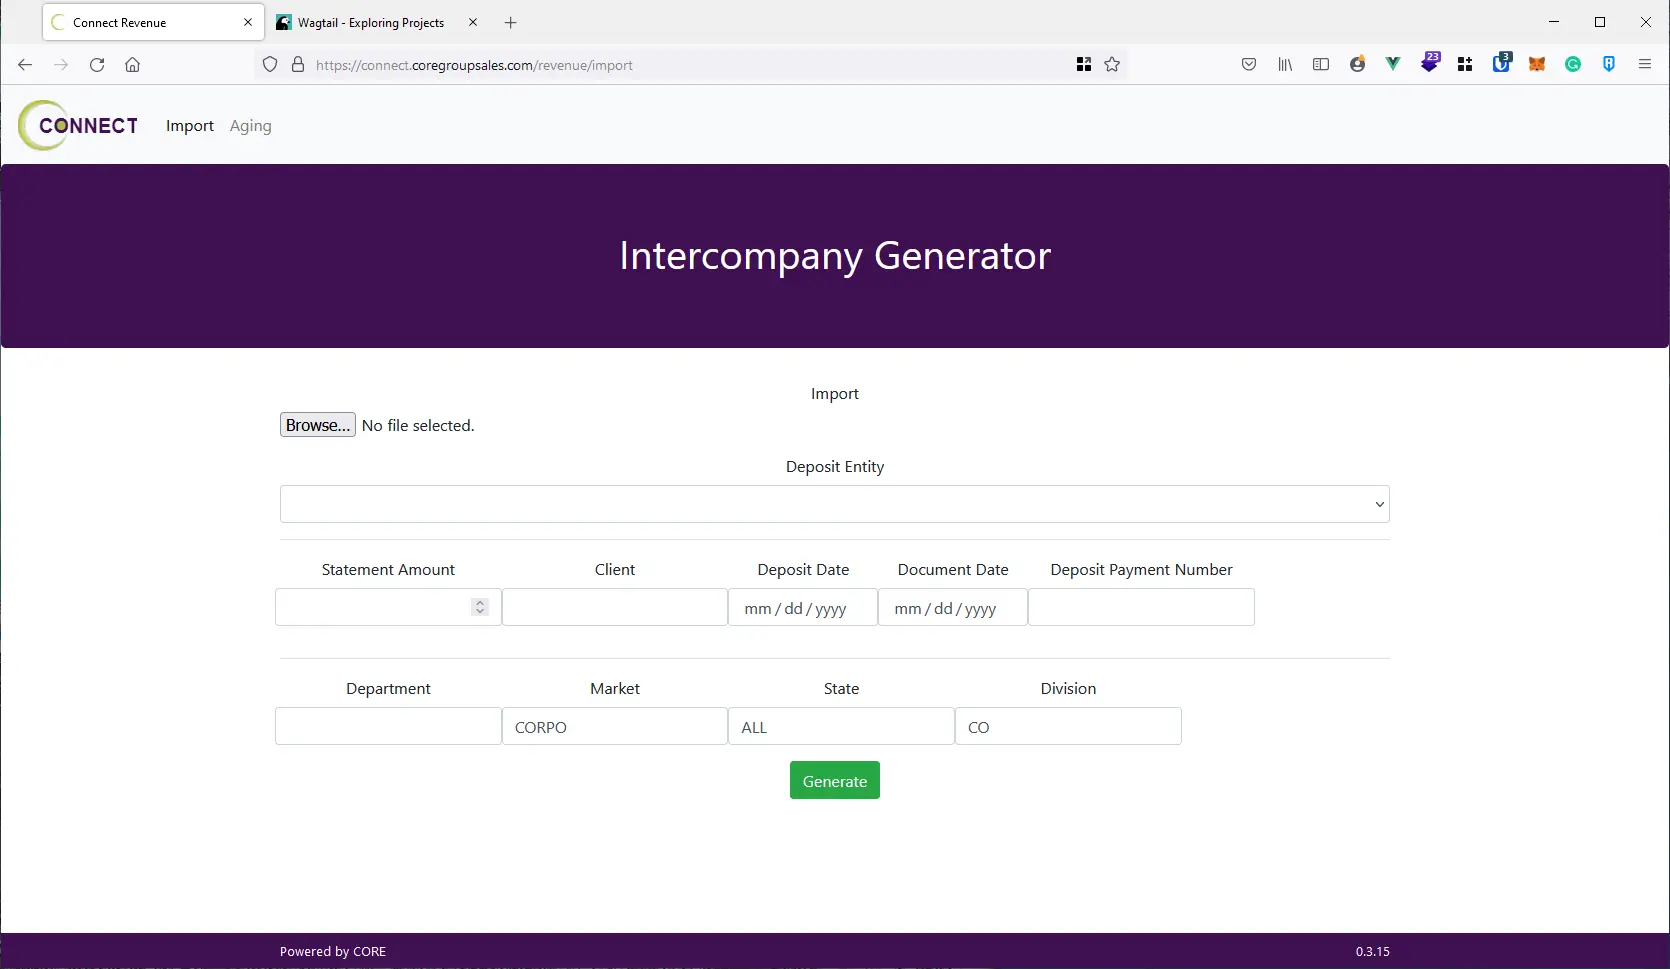 Connect Revenue
Wagtail - Exploring Projects
https://connect.coregroupsales.com/revenue/import
23
3
CONNECT
Import
Aging
Intercompany Generator
Import
Browse... No file selected.
Deposit Entity
Statement Amount Client Deposit Date Document Date Deposit Payment Number
mm / dd / yyyy mm / dd / yyyy
Department Market State Division
CORPO ALL CO
Generate
Powered by CORE 0.3.15